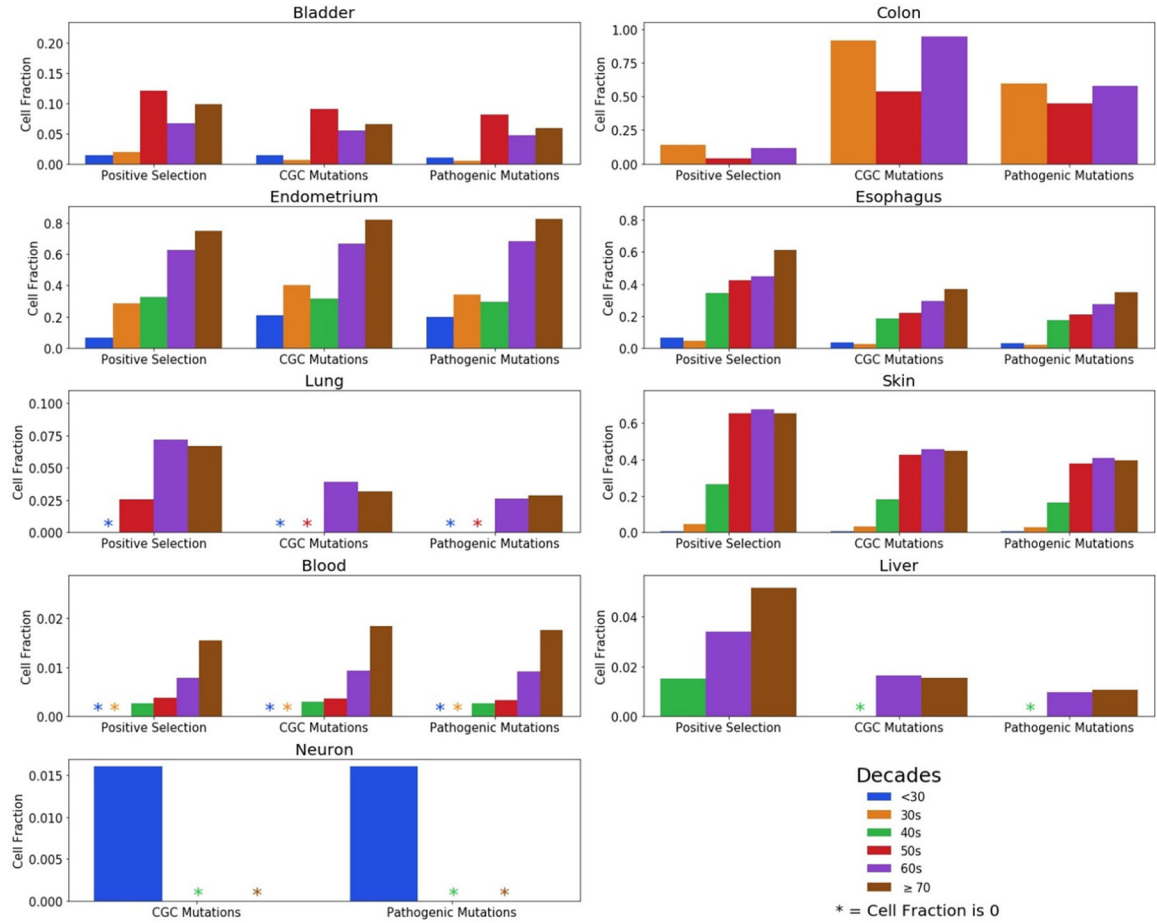 Bladder
Cell Fraction
0.20
0.15
0.10
0.05
0.00
Positive Selection CGC Mutations Pathogenic Mutations
Colon
Cell Fraction
1.00
0.75
0.50
0.25
0.00
Positive Selection CGC Mutations Pathogenic Mutations
Endometrium
Cell Fraction
0.8
0.6
0.4
0.2
0.0
Positive Selection CGC Mutations Pathogenic Mutations
Esophagus
Cell Fraction
0.8
0.6
0.4
0.2
0.0
Positive Selection CGC Mutations Pathogenic Mutations
Lung
Cell Fraction
0.100
0.075
0.050
0.025
0.000
* * * * *
Positive Selection CGC Mutations Pathogenic Mutations
Skin
Cell Fraction
0.6
0.4
0.2
0.0
Positive Selection CGC Mutations Pathogenic Mutations
Blood
Cell Fraction
0.02
0.01
0.00
* * * * * *
Positive Selection CGC Mutations Pathogenic Mutations
Liver
Cell Fraction
0.04
0.02
0.00
* *
Positive Selection CGC Mutations Pathogenic Mutations
Neuron
Cell Fraction
0.015
0.010
0.005
0.000
* * * *
CGC Mutations Pathogenic Mutations
Decades
<30
30s
40s
50s
60s
≥ 70
* = Cell Fraction is 0